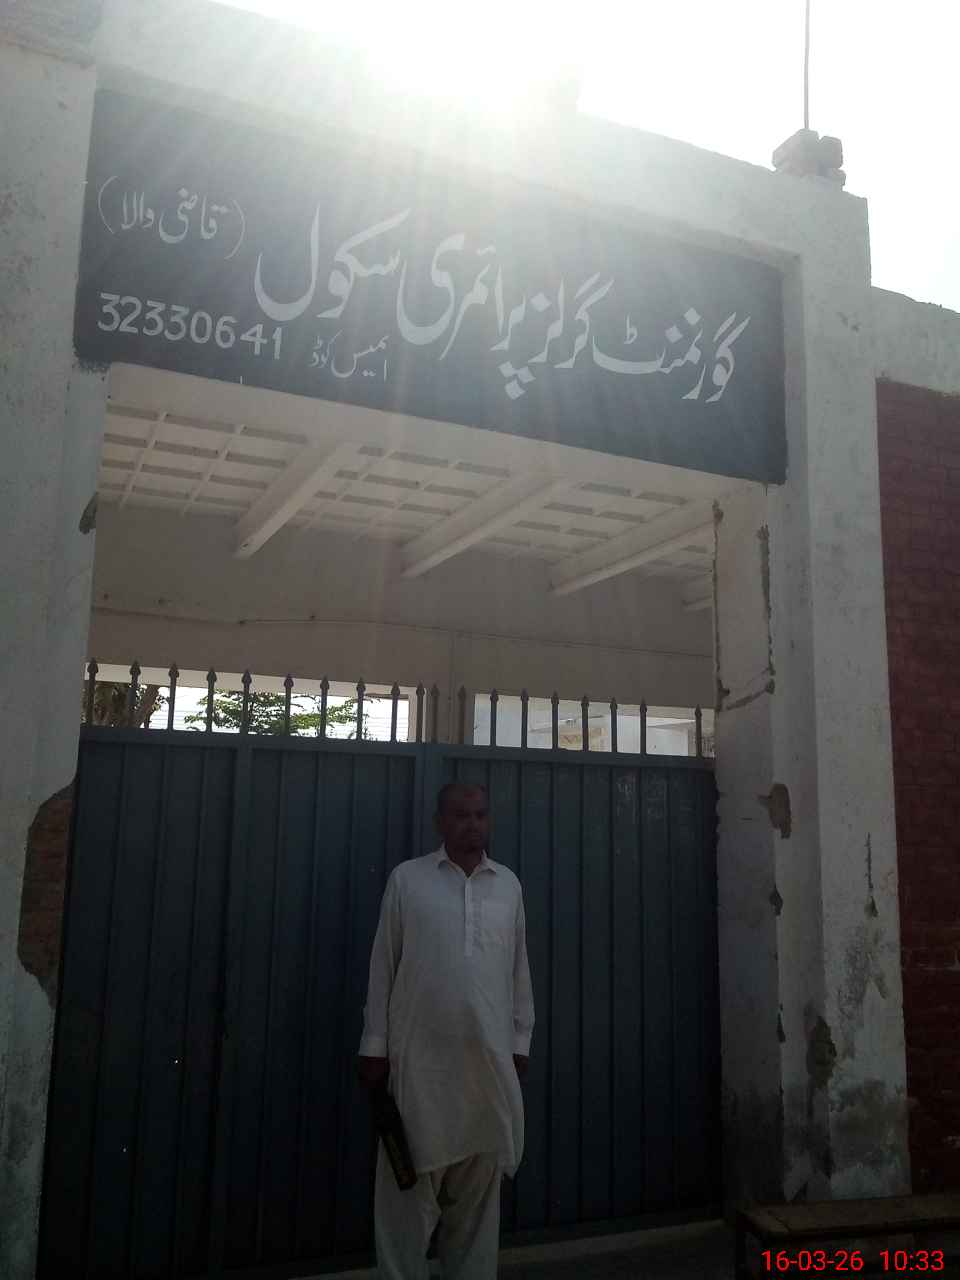 گورنمنٹ گرلز پرائمری سکول (قاضی والا)
ایمیس کوڈ 32330641
16-03-26 10:33